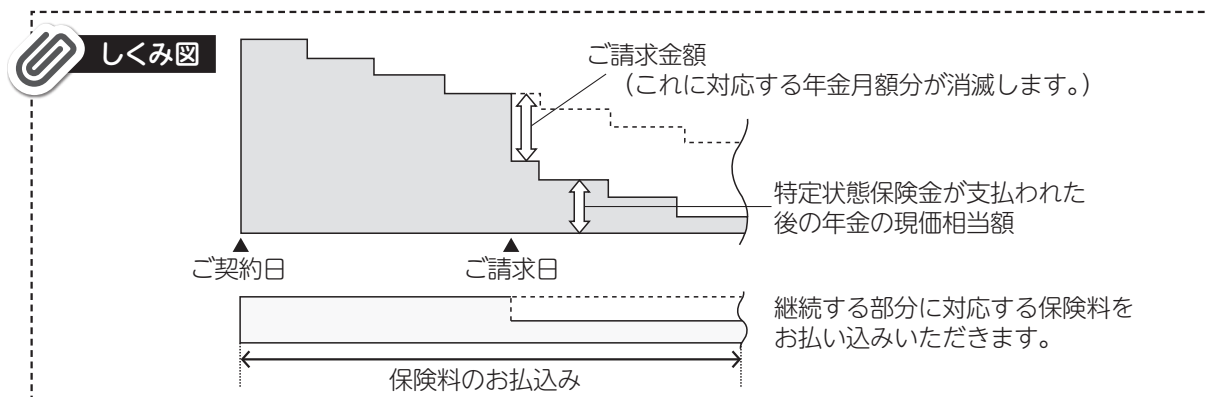 しくみ図
ご請求金額
（これに対応する年金月額分が消滅します。）
特定状態保険金が支払われた
後の年金の現価相当額
▲ ▲
ご契約日 ご請求日
継続する部分に対応する保険料を
お払い込みいただきます。
保険料のお払込み